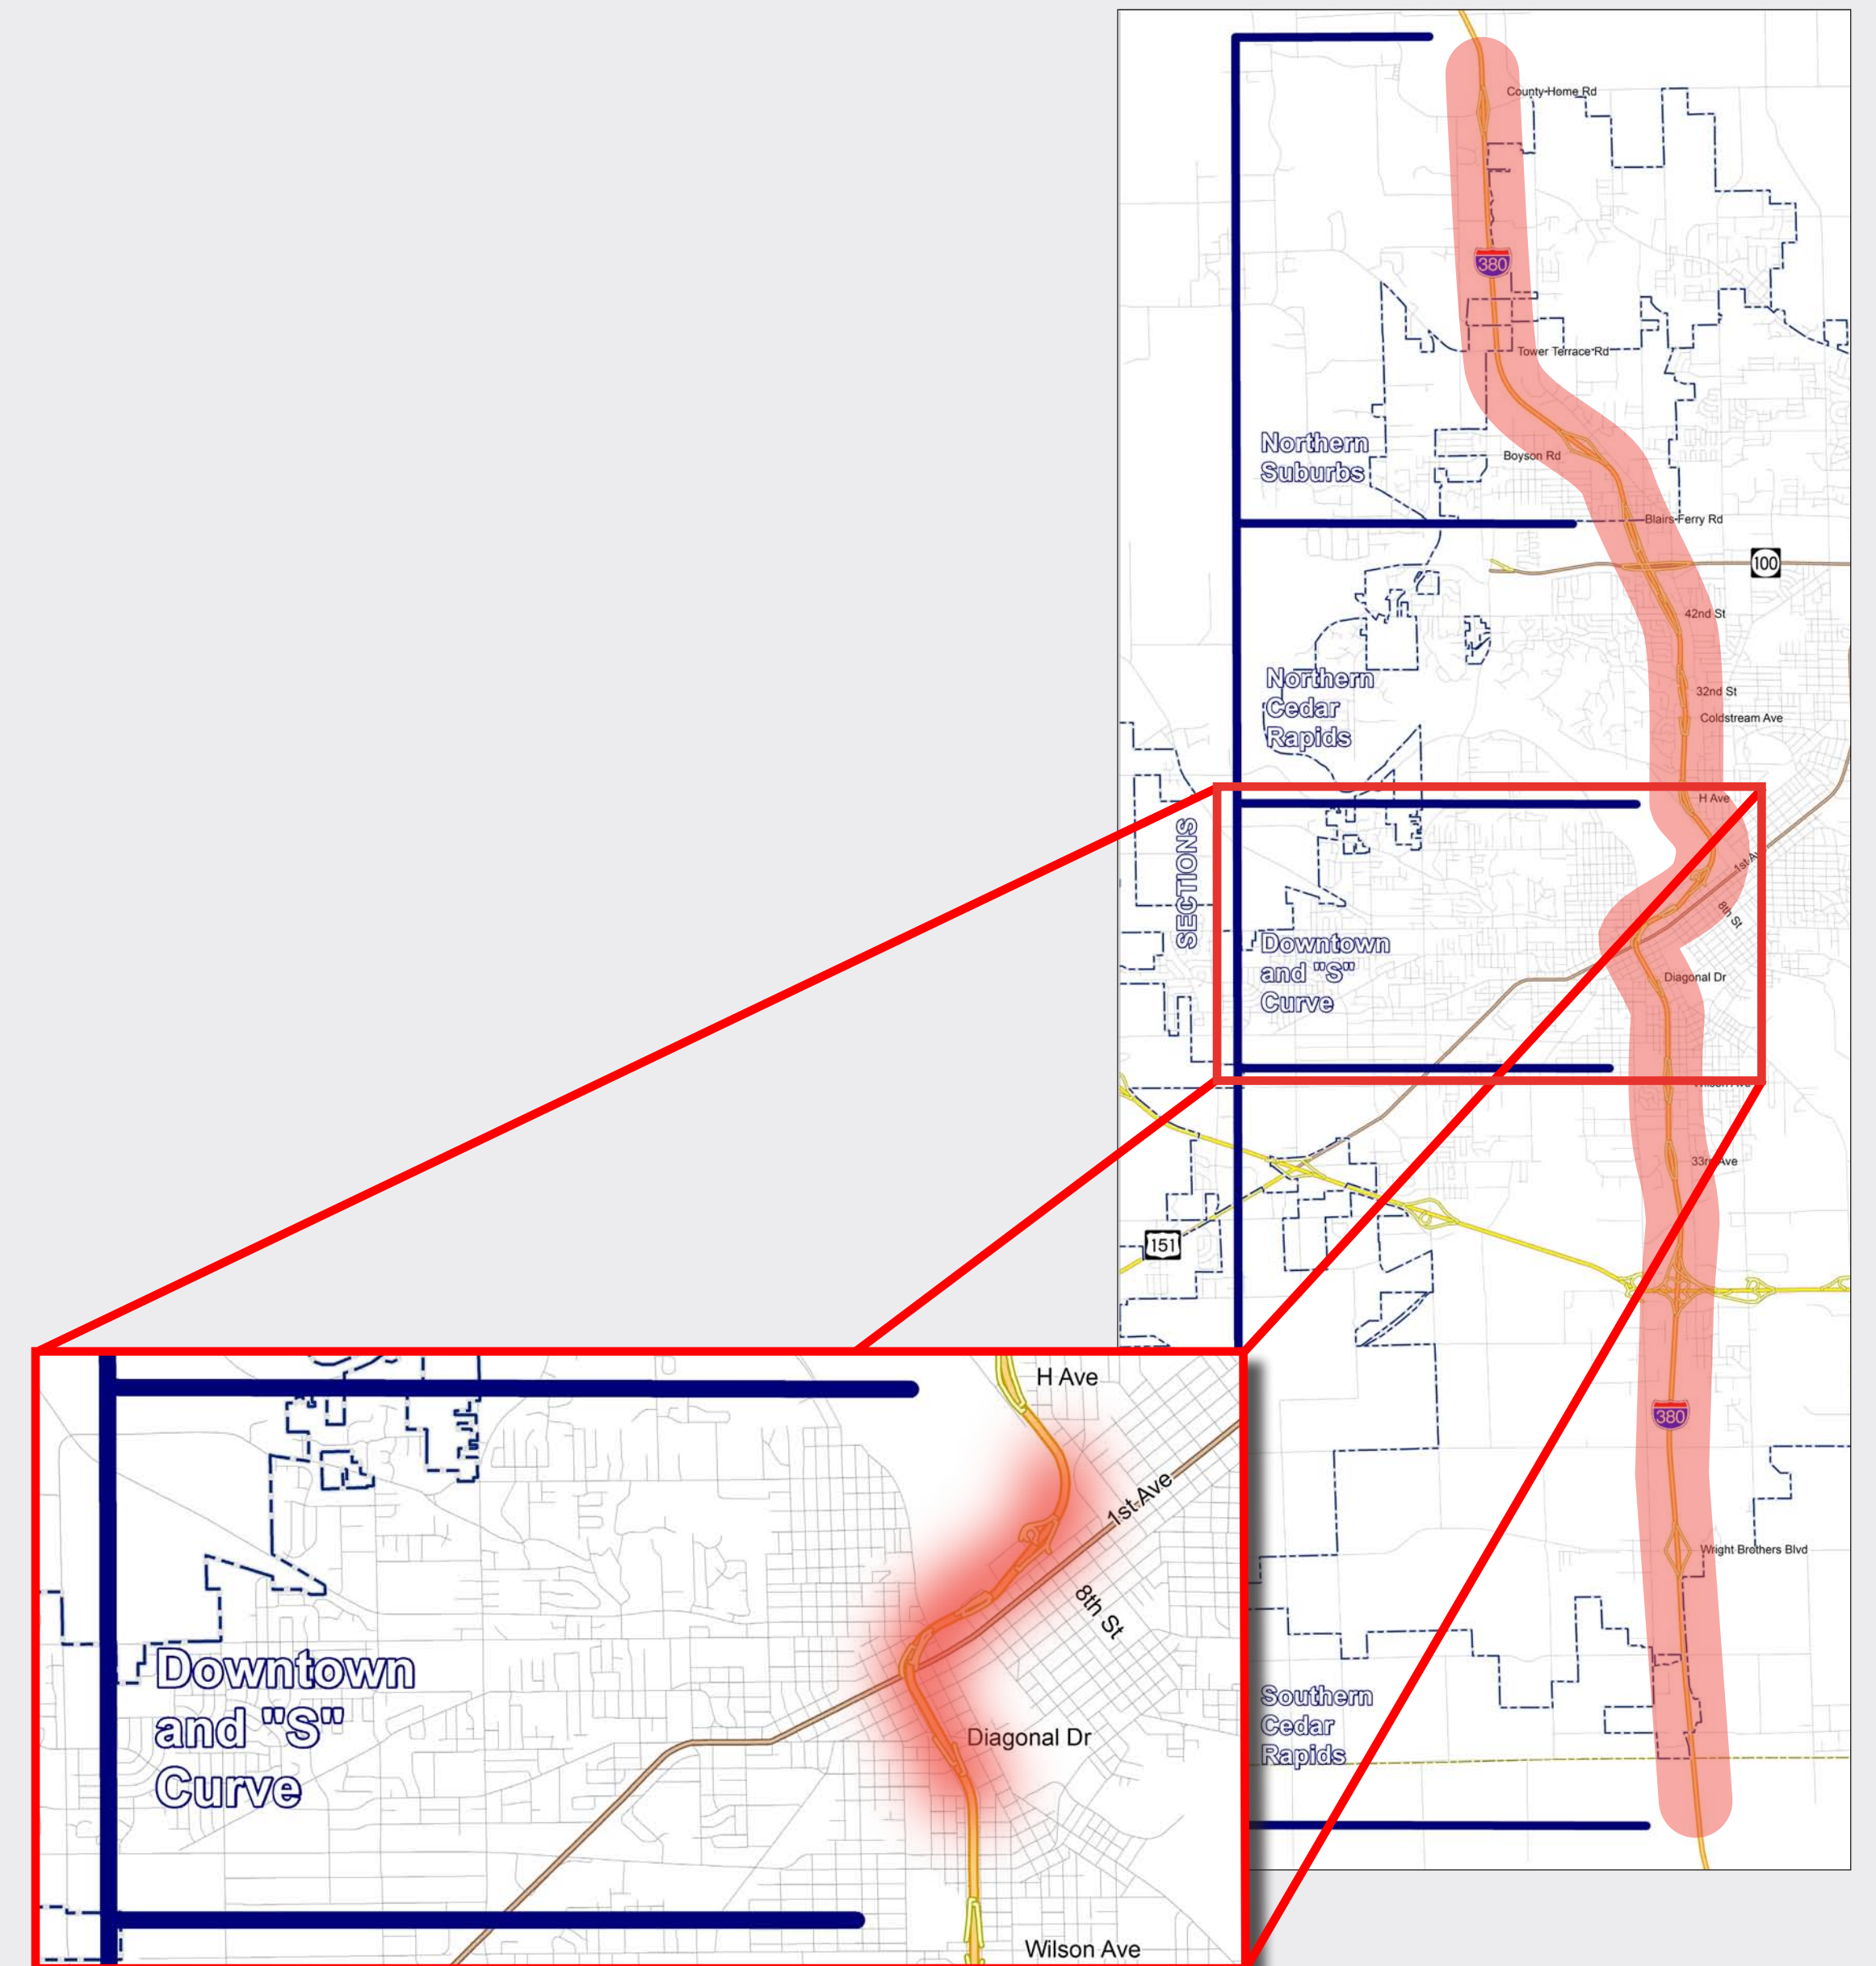 County Home Rd
380
Tower Terrace Rd
Northern
Suburbs
Boyson Rd
Blairs Ferry Rd
100
42nd St
Northern
Cedar
Rapids
32nd St
Coldstream Ave
H Ave
SECTIONS
1st Av
8th St
Downtown
and "S"
Curve
Diagonal Dr
33rd Ave
151
380
Wright Brothers Blvd
Southern
Cedar
Rapids
H Ave
1st Ave
8th St
Downtown
and "S"
Curve
Diagonal Dr
Wilson Ave